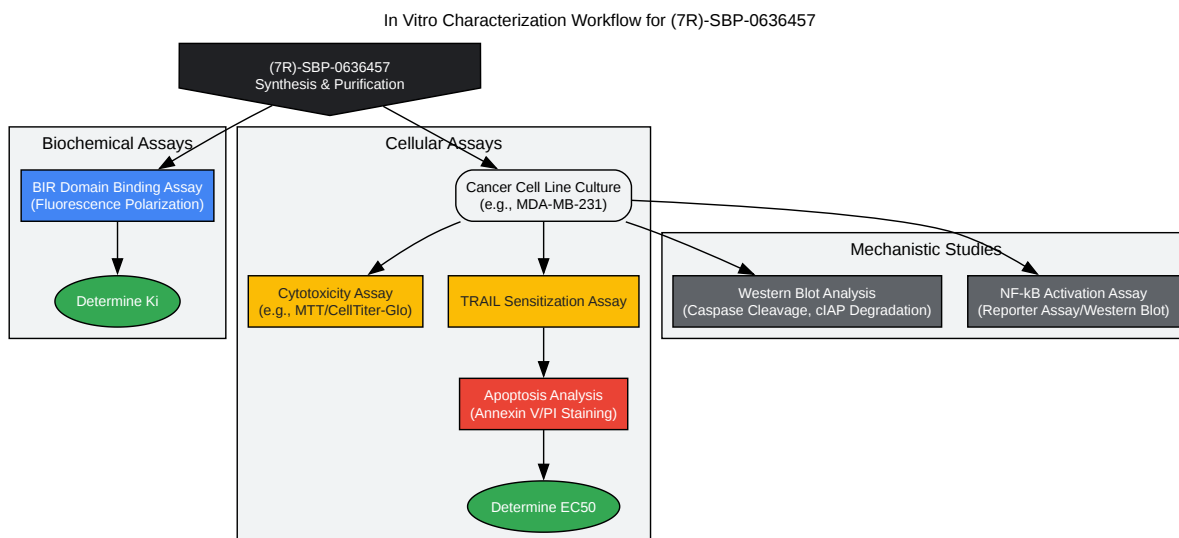 In Vitro Characterization Workflow for (7R)-SBP-0636457
(7R)-SBP-0636457
Synthesis & Purification
Biochemical Assays
BIR Domain Binding Assay
(Fluorescence Polarization)
Determine Ki
Cellular Assays
Cancer Cell Line Culture
(e.g., MDA-MB-231)
Cytotoxicity Assay
(e.g., MTT/CellTiter-Glo)
TRAIL Sensitization Assay
Apoptosis Analysis
(Annexin V/PI Staining)
Determine EC50
Mechanistic Studies
Western Blot Analysis
(Caspase Cleavage, cIAP Degradation)
NF-kB Activation Assay
(Reporter Assay/Western Blot)